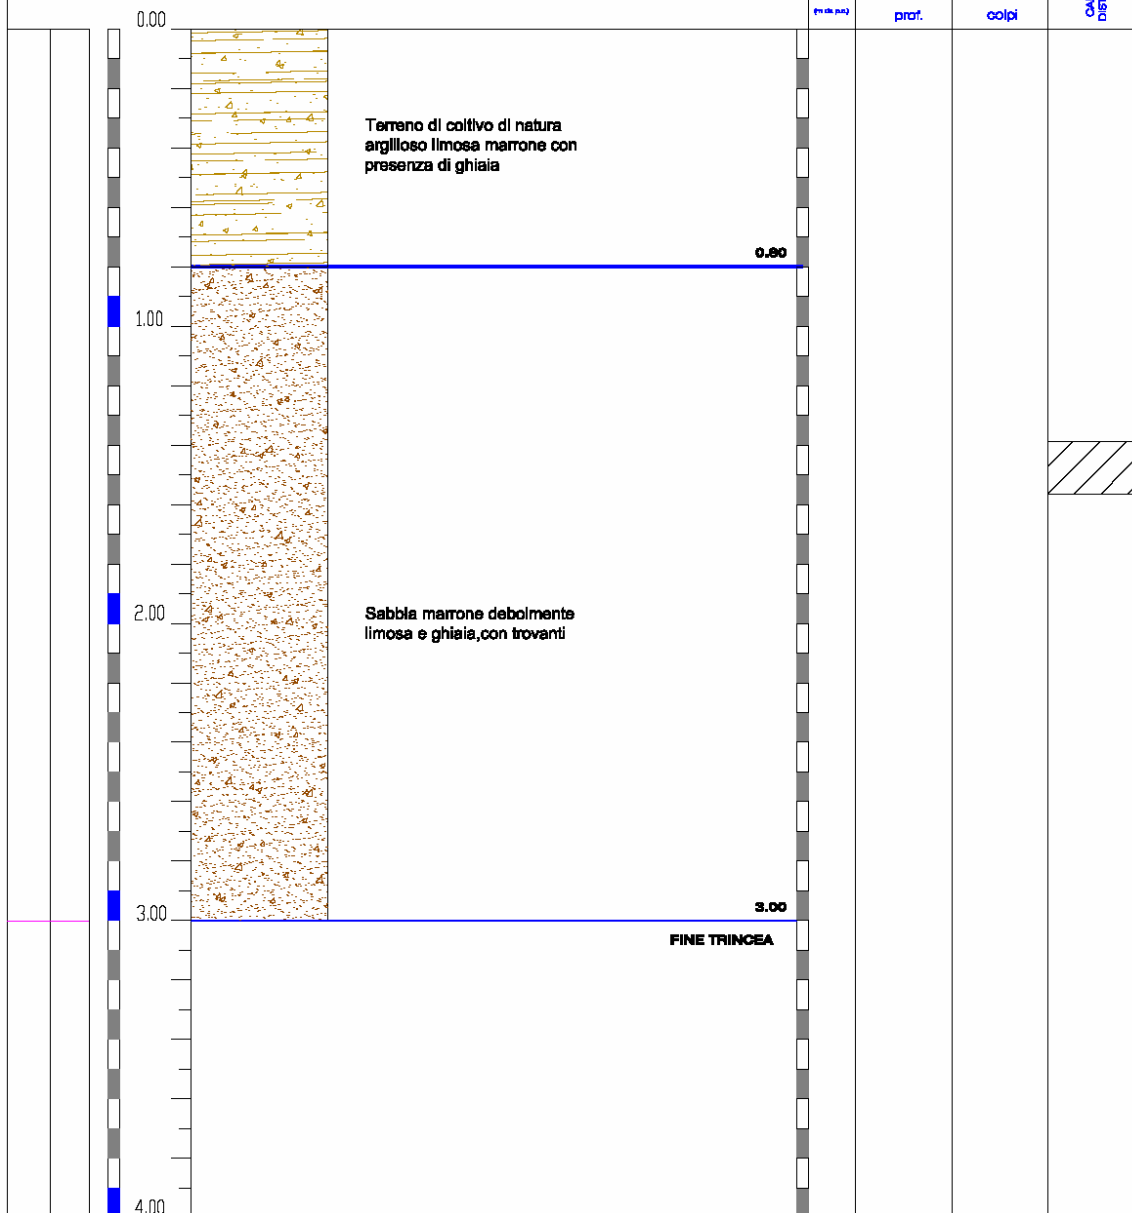 0.00
(m da p.c.)
prof.
colpi
Terreno di coltivo di natura
argilloso limosa marrone con
presenza di ghiaia
0.80
1.00
2.00
Sabbia marrone debolmente
limosa e ghiaia,con trovanti
3.00
3.00
FINE TRINCEA
4.00